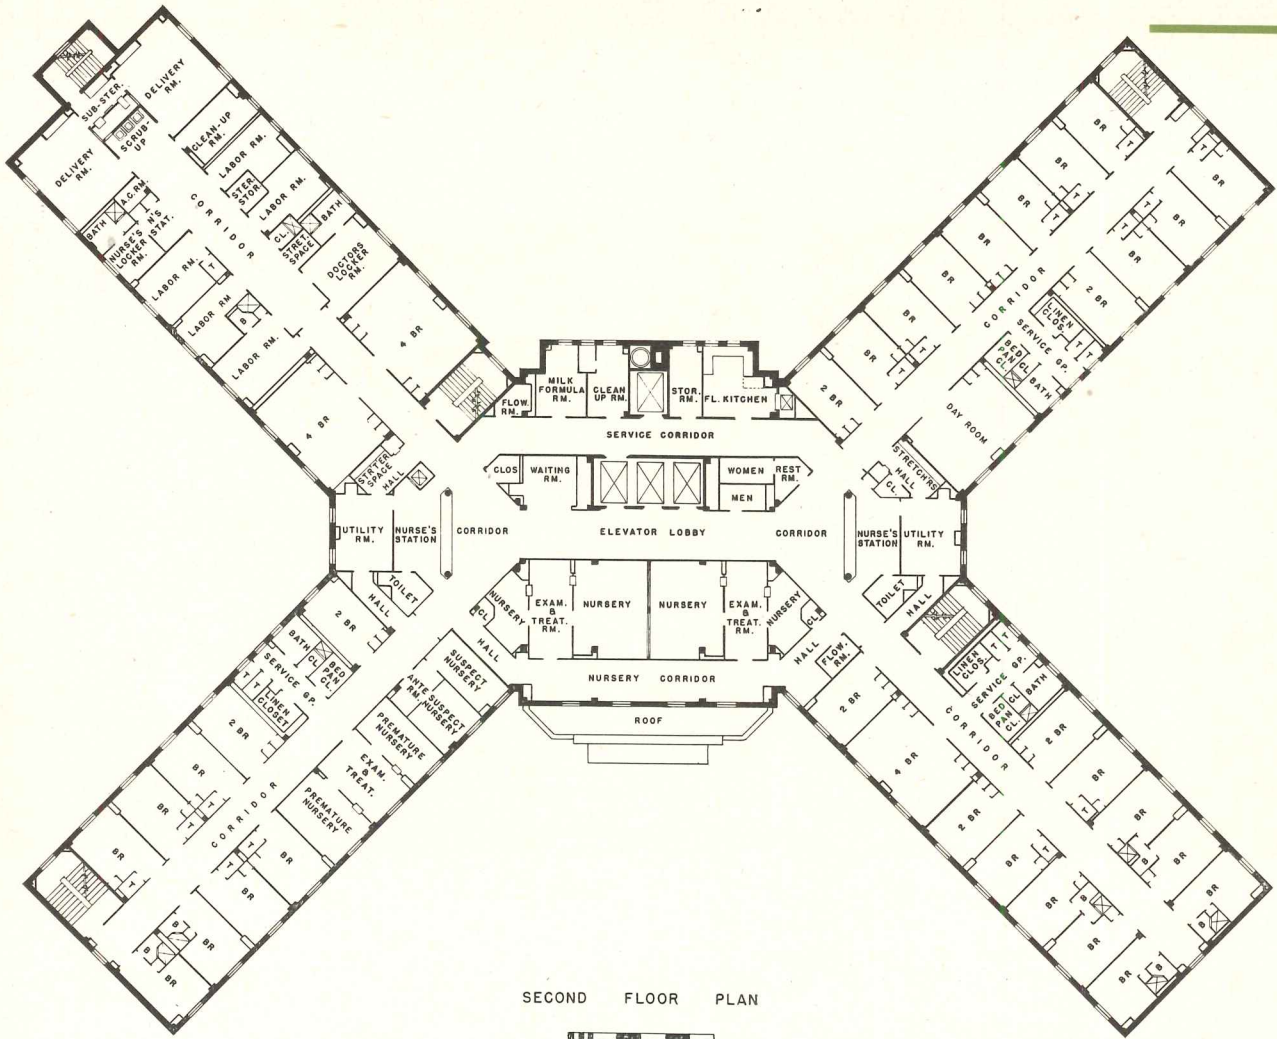 DELIVERY
RM.
SUB-STER.
SCRUB-
UP
CLEAN-UP
RM.
DELIVERY
RM.
LABOR RM.
STER.
STOR.
LABOR RM.
A.C. RM.
BATH
NURSE'S
LOCKER
RM.
N'S
STAT.
CORRIDOR
CL.
STRET.
SPACE
BATH
DOCTORS
LOCKER
RM.
LABOR RM.
T
LABOR RM
B
LABOR RM.
4 BR
4 BR
STR'TER
SPACE
HALL
FLOW.
RM.
MILK
FORMULA
RM.
CLEAN
UP RM.
STOR.
RM.
FL. KITCHEN
SERVICE CORRIDOR
CLOS
WAITING
RM.
WOMEN
REST
RM.
MEN
UTILITY
RM.
NURSE'S
STATION
CORRIDOR
ELEVATOR LOBBY
CORRIDOR
NURSE'S
STATION
UTILITY
RM.
BR
BR
BR
BR
BR
BR
BR
2 BR
T
T
T
T
T
T
BR
BR
BR
2 BR
T
T
T
CORRIDOR
LINEN
CLOS.
SERVICE GP.
T
T
BED
PAN
CL.
CL
BATH
DAY ROOM
STRETCH'RS
HALL
CL.
TOILET
HALL
NURSERY
CL
EXAM.
&
TREAT.
RM.
NURSERY
NURSERY
EXAM.
&
TREAT.
RM.
NURSERY
CL.
TOILET
HALL
HALL
NURSERY CORRIDOR
HALL
FLOW.
RM.
ROOF
2 BR
BATH
CL
BED
PAN
CL.
SERVICE GP.
T
T
LINEN
CLOSET
2 BR
BR
BR
BR
T
T
T
CORRIDOR
SUSPECT
NURSERY
ANTE
RM.
SUSPECT
NURSERY
PREMATURE
NURSERY
EXAM.
&
TREAT.
PREMATURE
NURSERY
T
T
BR
BR
BR
BR
B
B
LINEN
CLOS.
T
T
SERVICE GP.
BED
PAN
CL.
CL
BATH
CORRIDOR
2 BR
4 BR
2 BR
BR
BR
BR
BR
T
B
B
2 BR
BR
BR
BR
T
B
B
SECOND FLOOR PLAN